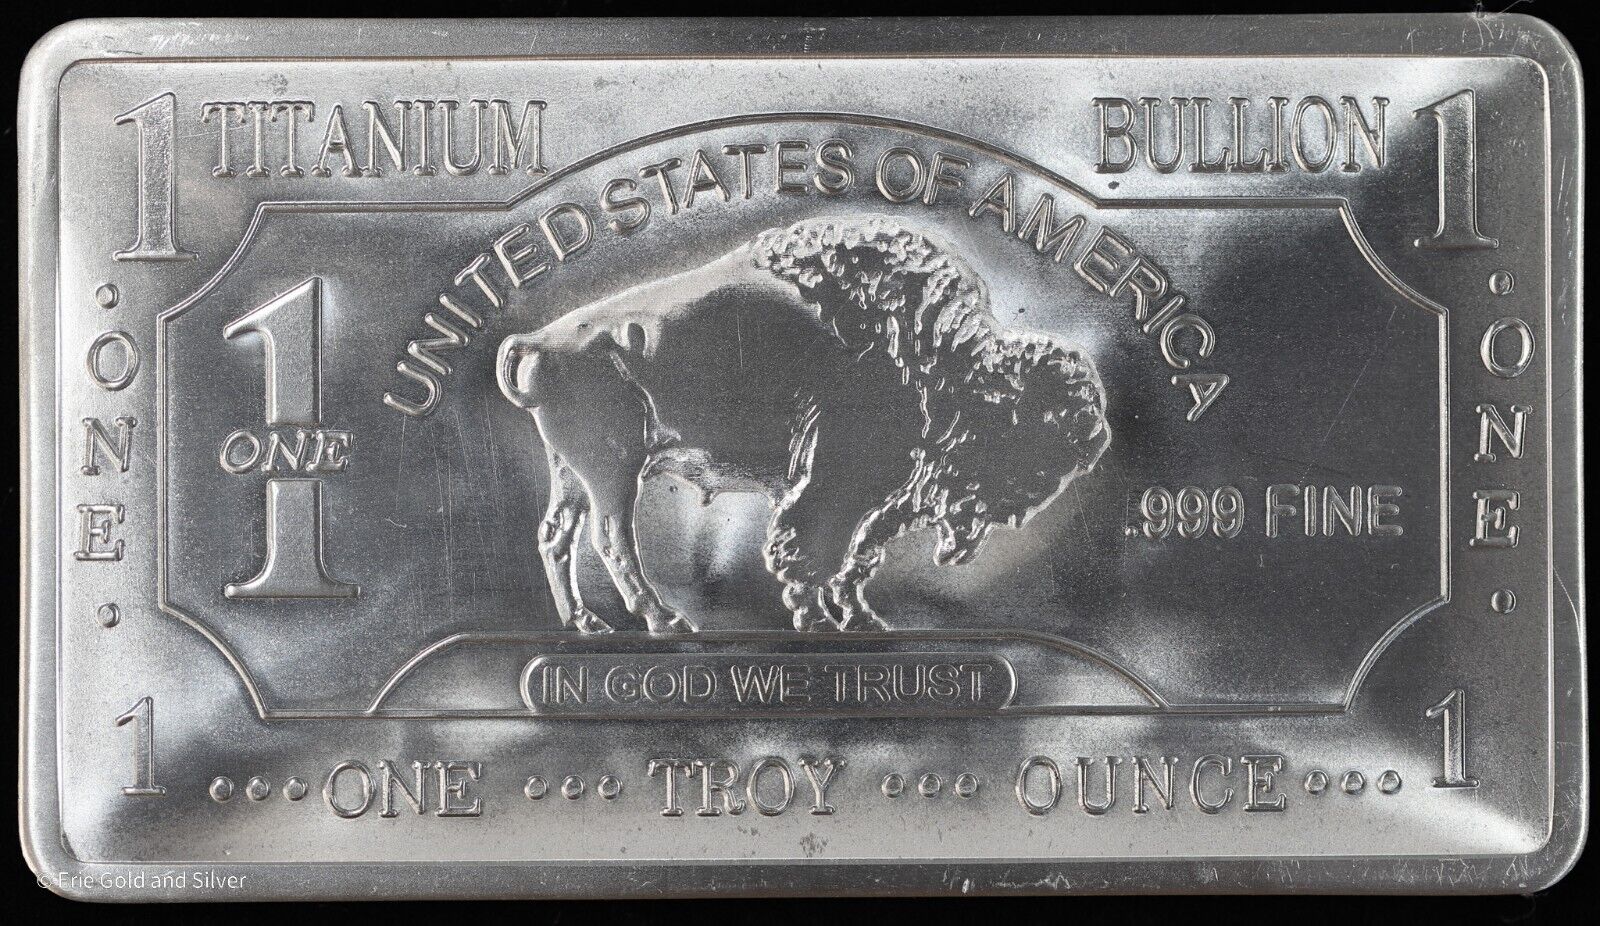 1 TITANIUM BULLION 1
UNITED STATES OF AMERICA
. ONE .
1
ONE
.999 FINE
. ONE .
IN GOD WE TRUST
1 ...ONE ... TROY ... OUNCE... 1
© Erie Gold and Silver